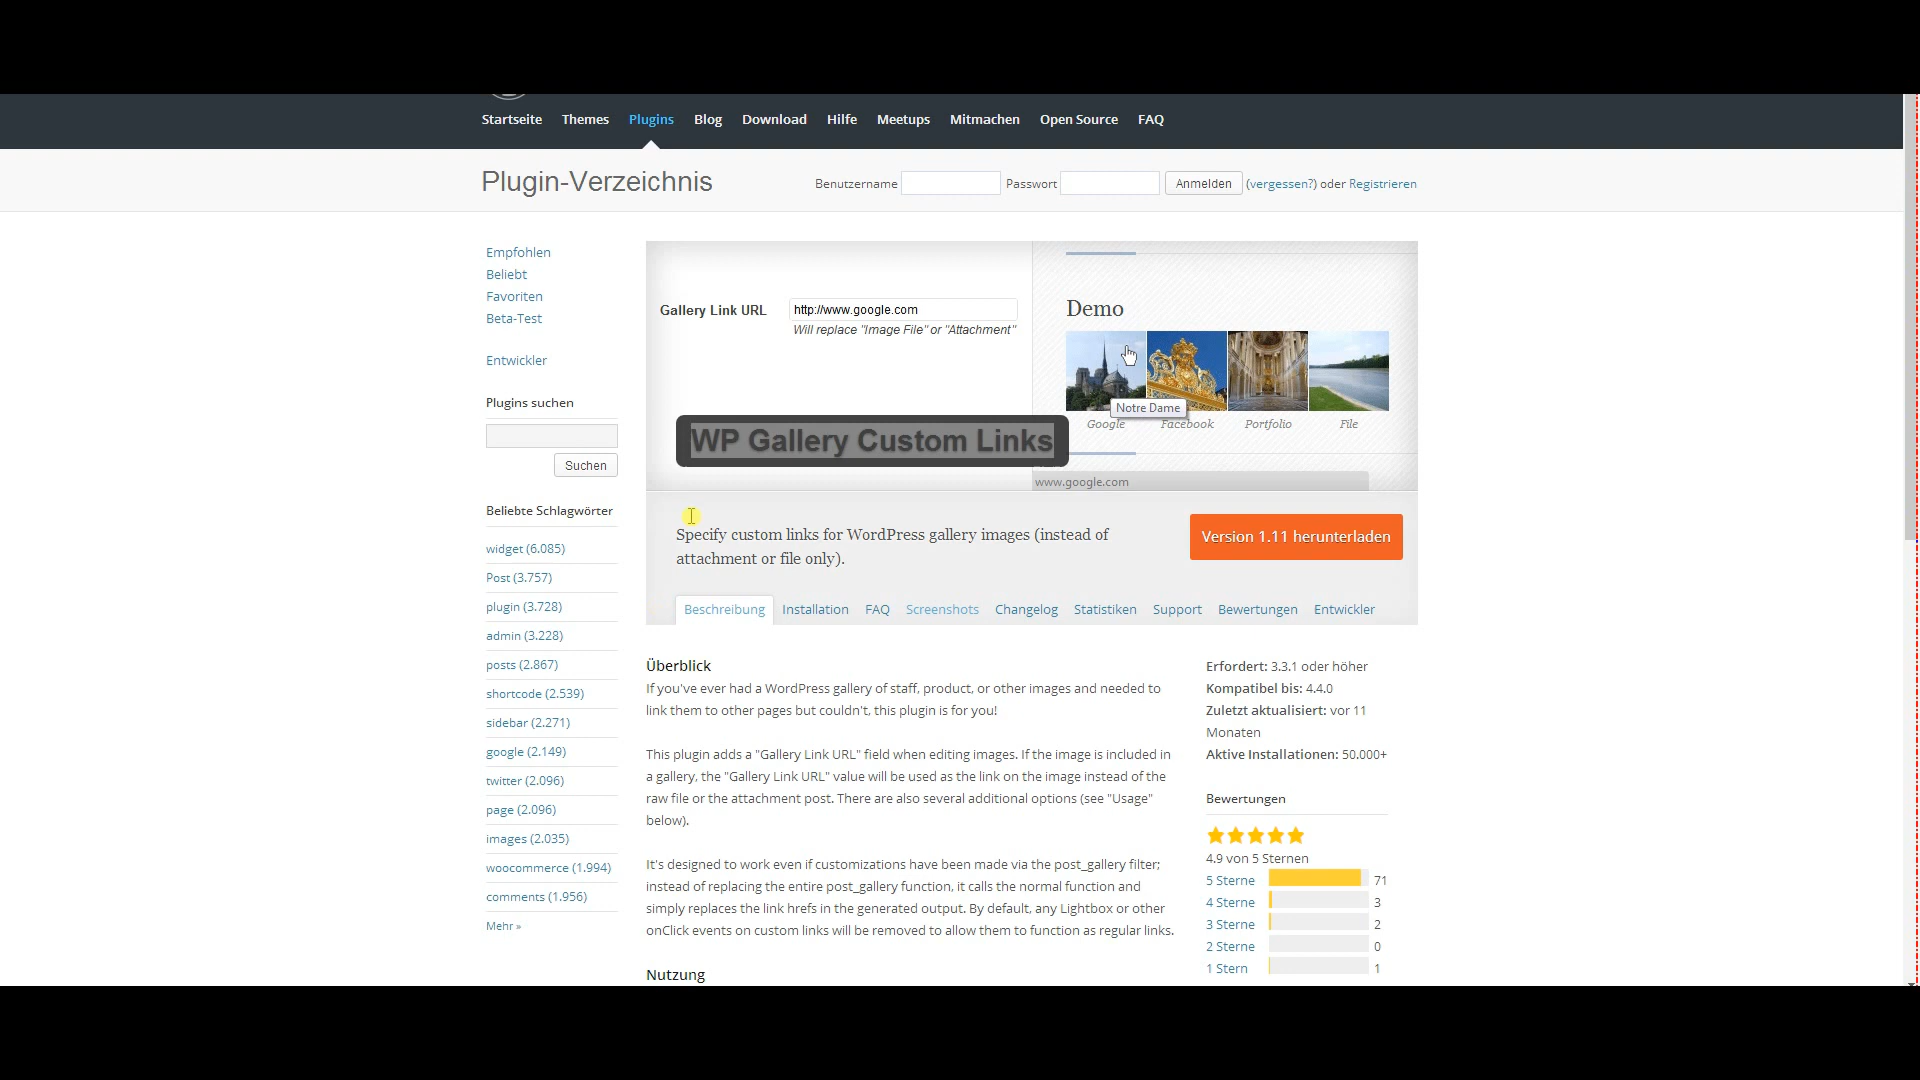 Startseite Themes Plugins Blog Download Hilfe Meetups Mitmachen Open Source FAQ
Plugin-Verzeichnis
Benutzername Passwort Anmelden (vergessen?) oder Registrieren
Empfohlen
Beliebt
Favoriten
Beta-Test
Entwickler
Plugins suchen
Suchen
Beliebte Schlagwörter
widget (6.085)
Post (3.757)
plugin (3.728)
admin (3.228)
posts (2.867)
shortcode (2.539)
sidebar (2.271)
google (2.149)
twitter (2.096)
page (2.096)
images (2.035)
woocommerce (1.994)
comments (1.956)
Mehr »
Gallery Link URL http://www.google.com
Will replace "Image File" or "Attachment"
Demo
Notre Dame
Google Facebook Portfolio File
WP Gallery Custom Links
www.google.com
Specify custom links for WordPress gallery images (instead of
attachment or file only).
Version 1.11 herunterladen
Beschreibung Installation FAQ Screenshots Changelog Statistiken Support Bewertungen Entwickler
Überblick
If you've ever had a WordPress gallery of staff, product, or other images and needed to
link them to other pages but couldn't, this plugin is for you!
This plugin adds a "Gallery Link URL" field when editing images. If the image is included in
a gallery, the "Gallery Link URL" value will be used as the link on the image instead of the
raw file or the attachment post. There are also several additional options (see "Usage"
below).
It's designed to work even if customizations have been made via the post_gallery filter;
instead of replacing the entire post_gallery function, it calls the normal function and
simply replaces the link hrefs in the generated output. By default, any Lightbox or other
onClick events on custom links will be removed to allow them to function as regular links.
Nutzung
Erfordert: 3.3.1 oder höher
Kompatibel bis: 4.4.0
Zuletzt aktualisiert: vor 11
Monaten
Aktive Installationen: 50.000+
Bewertungen
4.9 von 5 Sternen
5 Sterne 71
4 Sterne 3
3 Sterne 2
2 Sterne 0
1 Stern 1